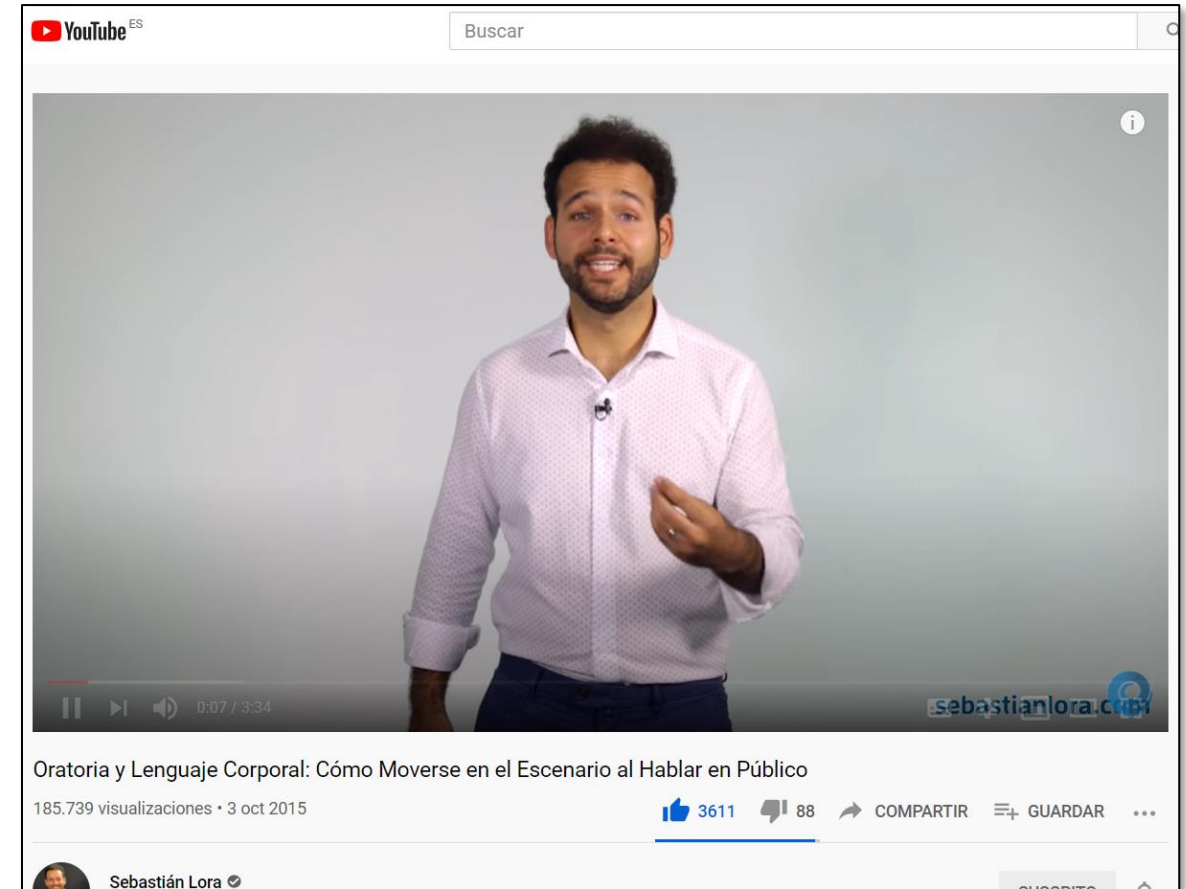 YouTube ES
Buscar
0:07 / 3:34
sebastianlora.com
Oratoria y Lenguaje Corporal: Cómo Moverse en el Escenario al Hablar en Público
185.739 visualizaciones • 3 oct 2015
3611 88 COMPARTIR GUARDAR
Sebastián Lora
SUSCRITO